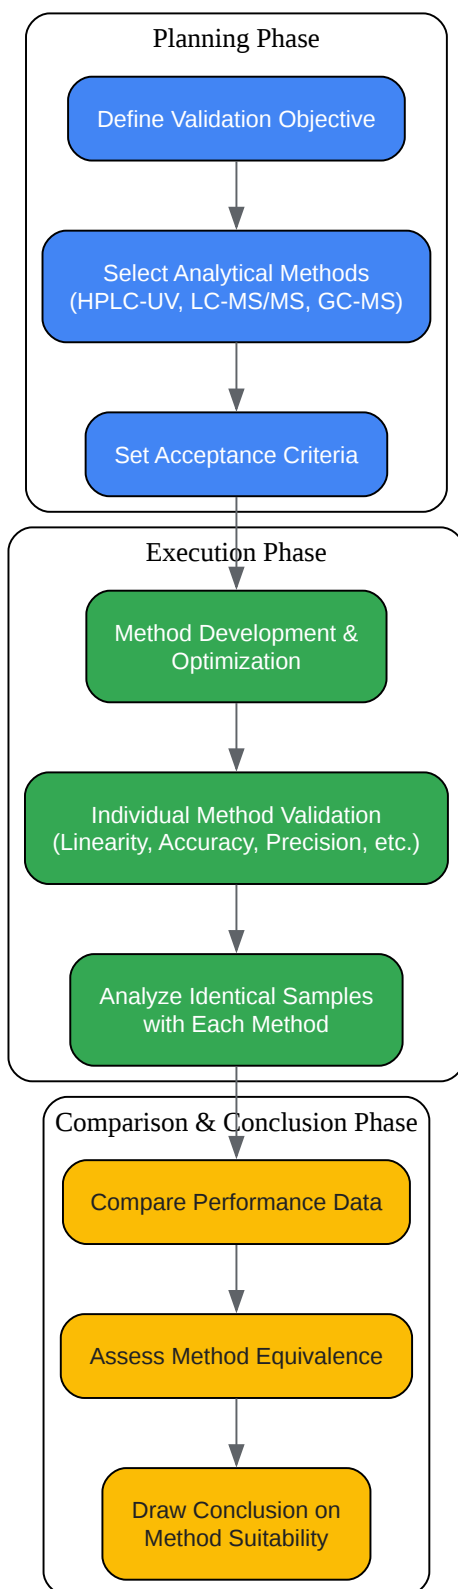 Planning Phase
Define Validation Objective
Select Analytical Methods
(HPLC-UV, LC-MS/MS, GC-MS)
Set Acceptance Criteria
Execution Phase
Method Development &
Optimization
Individual Method Validation
(Linearity, Accuracy, Precision, etc.)
Analyze Identical Samples
with Each Method
Comparison & Conclusion Phase
Compare Performance Data
Assess Method Equivalence
Draw Conclusion on
Method Suitability